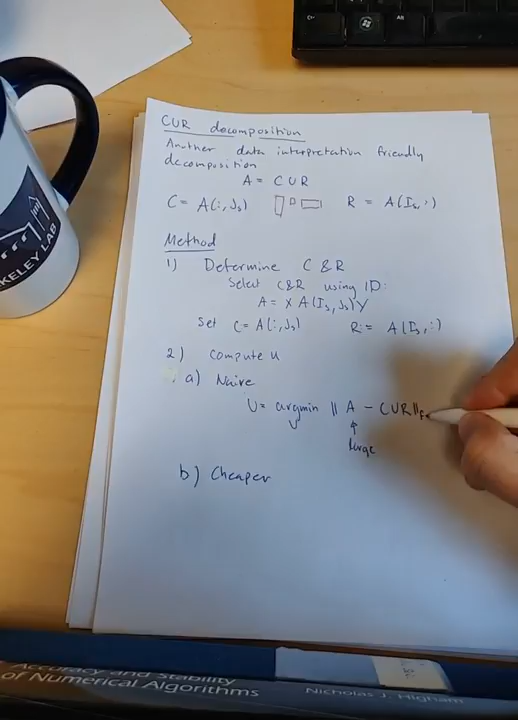 CUR decomposition
Another data interpretation friendly
decomposition
A = CUR
C = A(:,Js) R = A(Is,:)
Method
1) Determine C & R
Select C&R using ID:
A = X A(Is,Js)Y
Set C=A(:,Js) R:= A(Is,:)
2) Compute U
a) Naive
U= argmin || A - CUR||F
U
↑
large
b) Cheaper
KELEY LAB
Accuracy and Stability
of Numerical Algorithms
Nicholas J. Higham